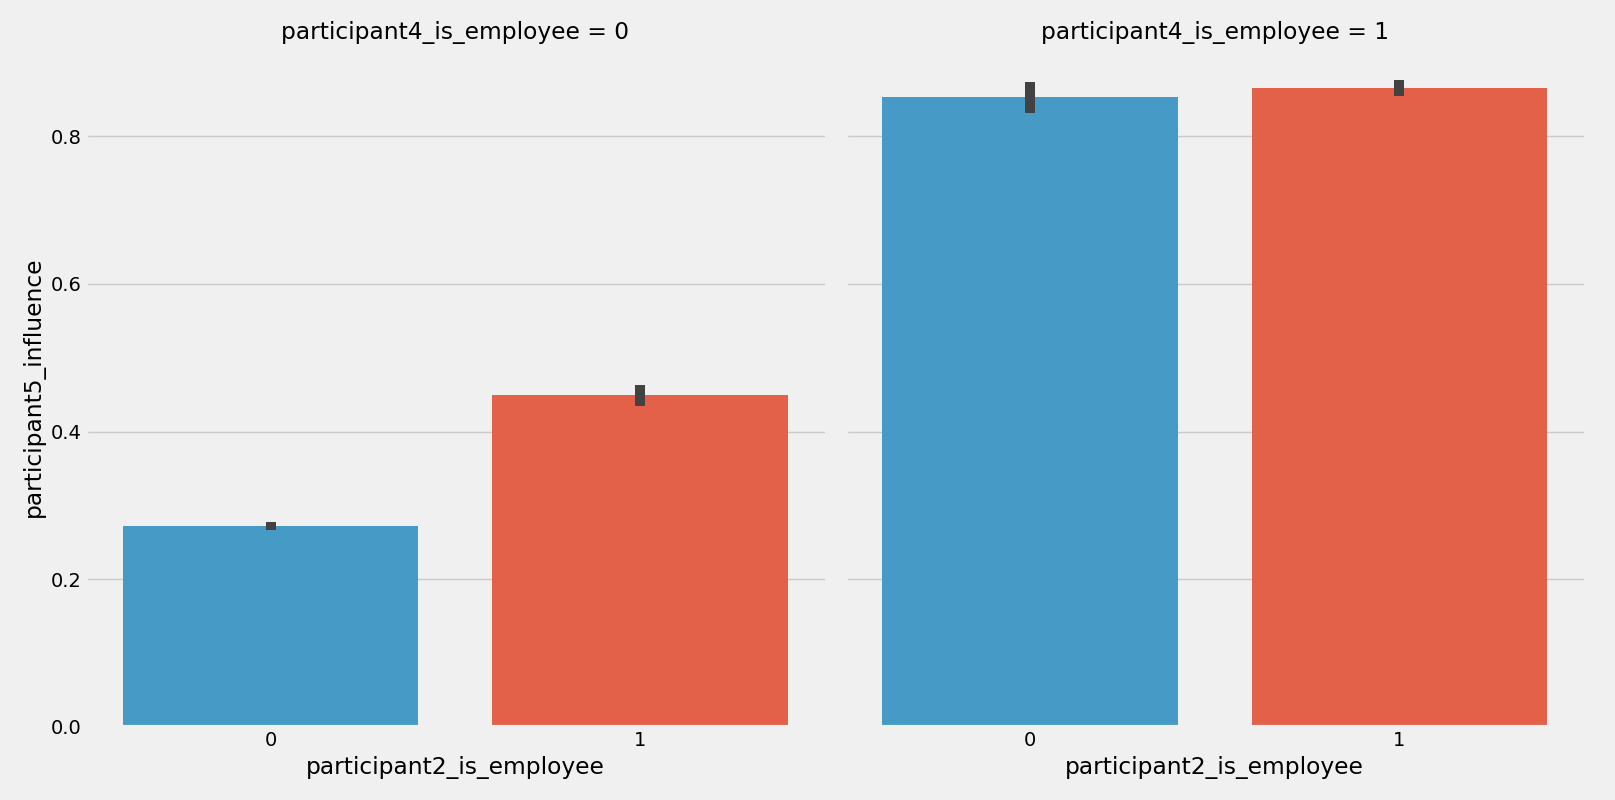 participant4_is_employee = 0
participant4_is_employee = 1
participant5_influence
0.8
0.6
0.4
0.2
0.0
0
1
0
1
participant2_is_employee
participant2_is_employee